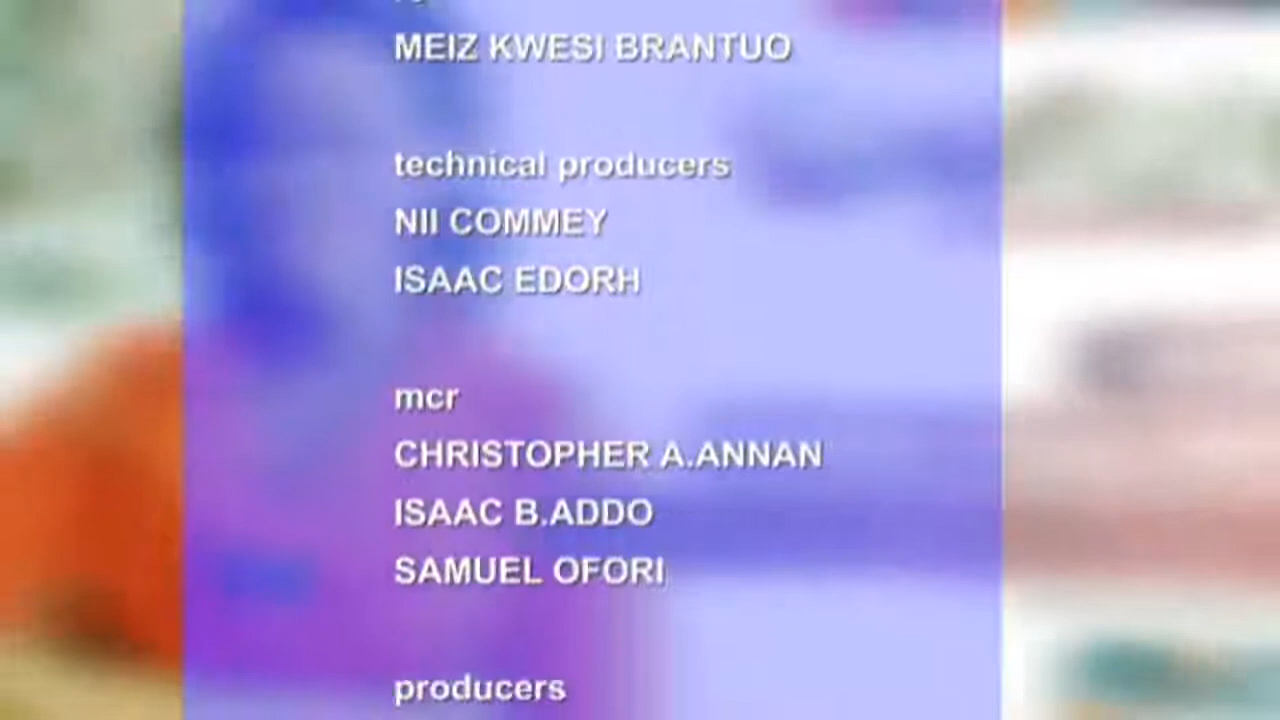 MEIZ KWESI BRANTUO
technical producers
NII COMMEY
ISAAC EDORH
mcr
CHRISTOPHER A.ANNAN
ISAAC B.ADDO
SAMUEL OFORI
producers